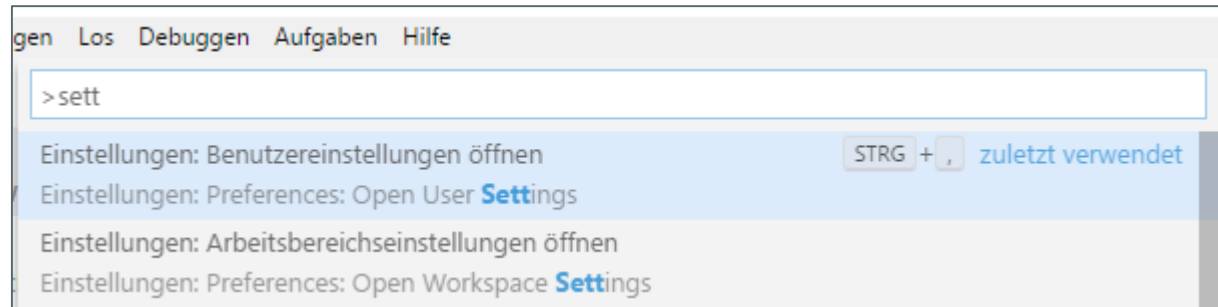 gen Los Debuggen Aufgaben Hilfe
>sett
Einstellungen: Benutzereinstellungen öffnen STRG + , zuletzt verwendet
Einstellungen: Preferences: Open User Settings
Einstellungen: Arbeitsbereichseinstellungen öffnen
Einstellungen: Preferences: Open Workspace Settings